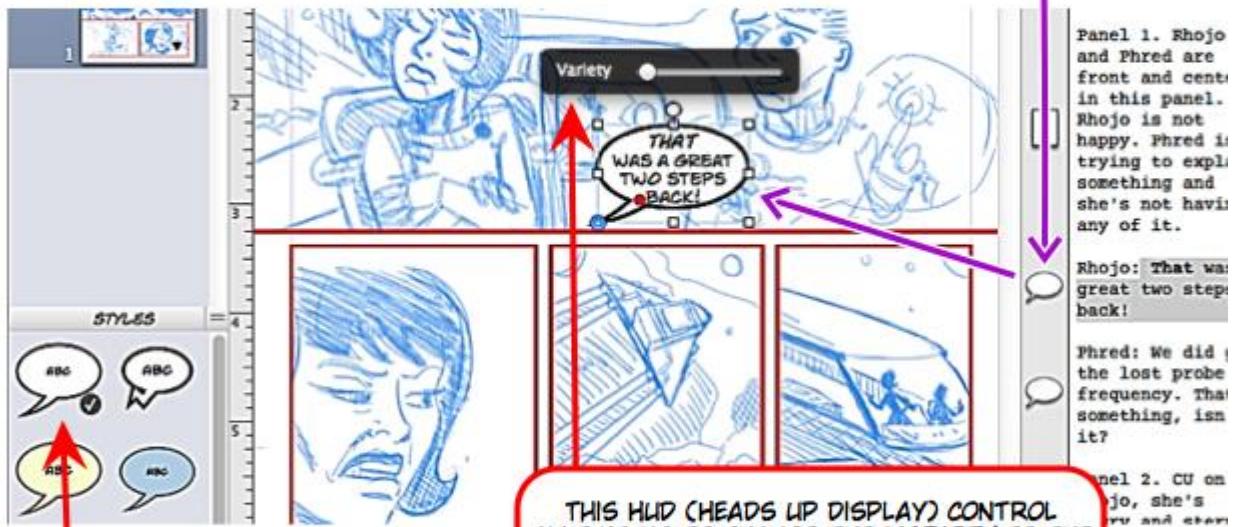 1
Variety
2
3
4
5
THAT
WAS A GREAT
TWO STEPS
BACK!
STYLES
ABC
ABC
ABC
ABC
THIS HUD (HEADS UP DISPLAY) CONTROL
Panel 1. Rhojo
and Phred are
front and cente
in this panel.
Rhojo is not
happy. Phred is
trying to expla
something and
she's not havin
any of it.
Rhojo: That was
great two steps
back!
Phred: We did g
the lost probe
frequency. That
something, isn
it?
nel 2. CU on
jo, she's